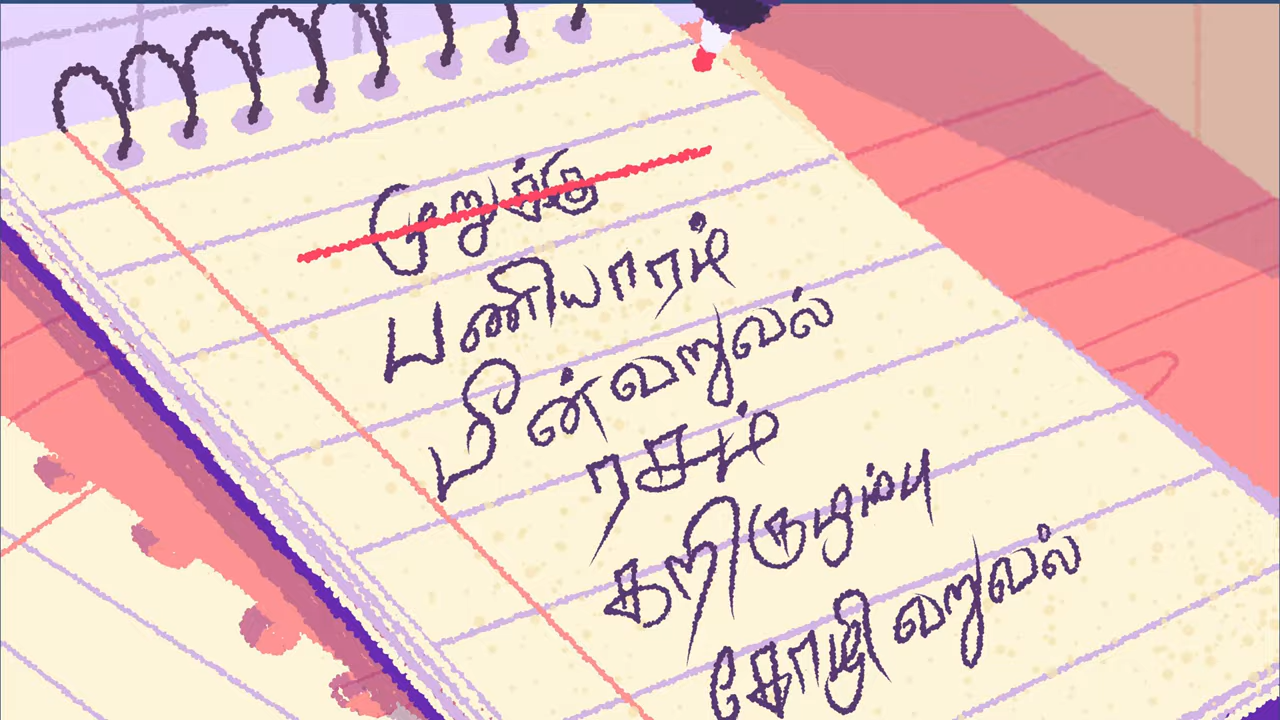 முறுக்கு
பணியாரம்
மீன் வறுவல்
ரசம்
கறிகுழம்பு
கோழி வறுவல்